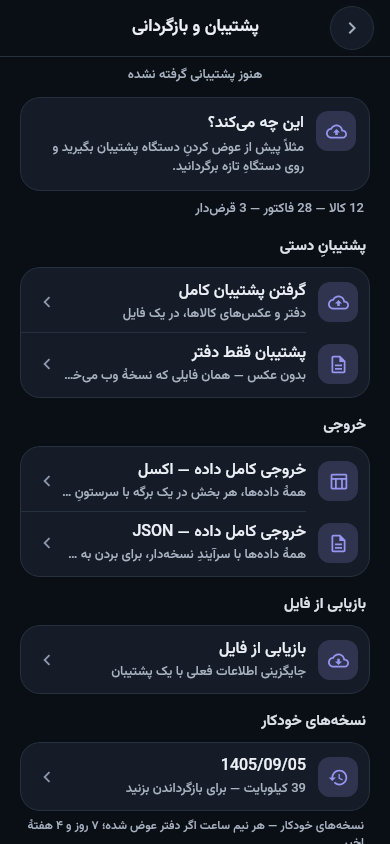 پشتیبان و بازگردانی
هنوز پشتیبانی گرفته نشده
این چه می‌کند؟
مثلاً پیش از عوض کردنِ دستگاه پشتیبان بگیرید و
روی دستگاهِ تازه برگردانید.
12 کالا — 28 فاکتور — 3 قرض‌دار
پشتیبانِ دستی
گرفتن پشتیبان کامل
دفتر و عکس‌های کالاها، در یک فایل
پشتیبان فقط دفتر
بدون عکس — همان فایلی که نسخهٔ وب می‌خـ...
خروجی
خروجی کامل داده — اکسل
همهٔ داده‌ها، هر بخش در یک برگه با سرستونِ ...
خروجی کامل داده — JSON
همهٔ داده‌ها با سرآیندِ نسخه‌دار، برای بردن به ...
بازیابی از فایل
بازیابی از فایل
جایگزینی اطلاعات فعلی با یک پشتیبان
نسخه‌های خودکار
1405/09/05
39 کیلوبایت — برای بازگرداندن بزنید
نسخه‌های خودکار — هر نیم ساعت اگر دفتر عوض شده؛ ۷ روز و ۴ هفتهٔ